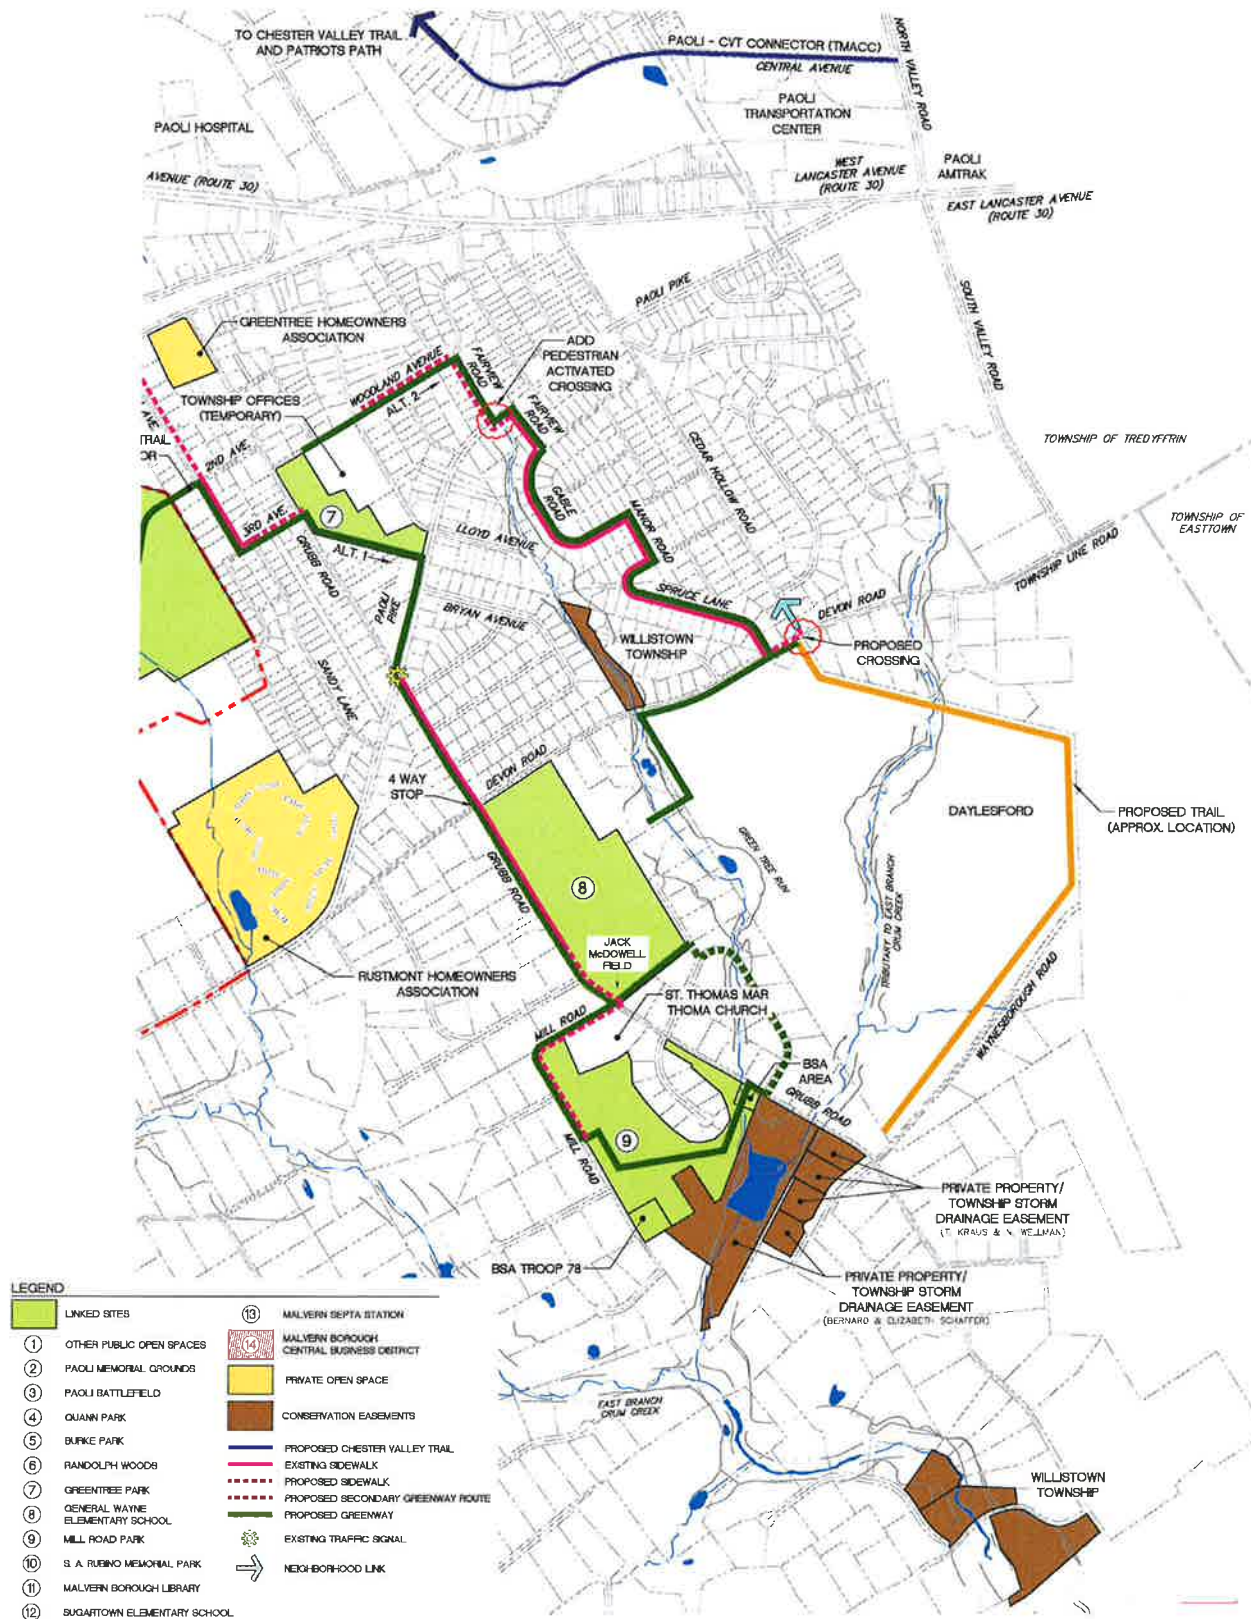 TO CHESTER VALLEY TRAIL
AND PATRIOTS PATH
PAOLI - CVT CONNECTOR (TMACC)
CENTRAL AVENUE
NORTH VALLEY ROAD
PAOLI HOSPITAL
PAOLI
TRANSPORTATION
CENTER
AVENUE (ROUTE 30)
WEST
LANCASTER AVENUE
(ROUTE 30)
PAOLI
AMTRAK
EAST LANCASTER AVENUE
(ROUTE 30)
PAOLI PIKE
SOUTH VALLEY ROAD
GREENTREE HOMEOWNERS
ASSOCIATION
ADD
PEDESTRIAN
ACTIVATED
CROSSING
WOODLAND AVENUE
FAIRVIEW
ROAD
FAIRVIEW
ROAD
ALT. 2
TOWNSHIP OFFICES
(TEMPORARY)
AVE.
TRAIL
OR
2ND AVE.
3RD AVE.
7
ALT. 1
GRUBB ROAD
LLOYD AVENUE
GABLE
ROAD
MANOR ROAD
CEDAR HOLLOW ROAD
TOWNSHIP OF TREDYFFRIN
TOWNSHIP OF
EASTTOWN
TOWNSHIP LINE ROAD
PAOLI
PIKE
BRYAN AVENUE
SPRUCE LANE
DEVON ROAD
WILLISTOWN
TOWNSHIP
PROPOSED
CROSSING
SANDY LANE
4 WAY
STOP
DEVON ROAD
DAYLESFORD
PROPOSED TRAIL
(APPROX. LOCATION)
GRUBB ROAD
8
GREEN TREE RUN
TRIBUTARY TO EAST BRANCH
CRUM CREEK
JACK
McDOWELL
FIELD
RUSTMONT HOMEOWNERS
ASSOCIATION
ST. THOMAS MAR
THOMA CHURCH
MILL ROAD
WAYNESBOROUGH ROAD
BSA
AREA
GRUBB ROAD
9
MILL ROAD
PRIVATE PROPERTY/
TOWNSHIP STORM
DRAINAGE EASEMENT
BSA TROOP 78
PRIVATE PROPERTY/
TOWNSHIP STORM
DRAINAGE EASEMENT
(BERNARD & ELIZABETH SCHAFFER)
EAST BRANCH
CRUM CREEK
WILLISTOWN
TOWNSHIP
LEGEND
LINKED SITES
1 OTHER PUBLIC OPEN SPACES
2 PAOLI MEMORIAL GROUNDS
3 PAOLI BATTLEFIELD
4 QUANN PARK
5 BURKE PARK
6 RANDOLPH WOODS
7 GREENTREE PARK
8 GENERAL WAYNE
ELEMENTARY SCHOOL
9 MILL ROAD PARK
10 S. A. RUBINO MEMORIAL PARK
11 MALVERN BOROUGH LIBRARY
12 SUGARTOWN ELEMENTARY SCHOOL
13 MALVERN SEPTA STATION
14 MALVERN BOROUGH
CENTRAL BUSINESS DISTRICT
PRIVATE OPEN SPACE
CONSERVATION EASEMENTS
PROPOSED CHESTER VALLEY TRAIL
EXISTING SIDEWALK
PROPOSED SIDEWALK
PROPOSED SECONDARY GREENWAY ROUTE
PROPOSED GREENWAY
EXISTING TRAFFIC SIGNAL
NEIGHBORHOOD LINK